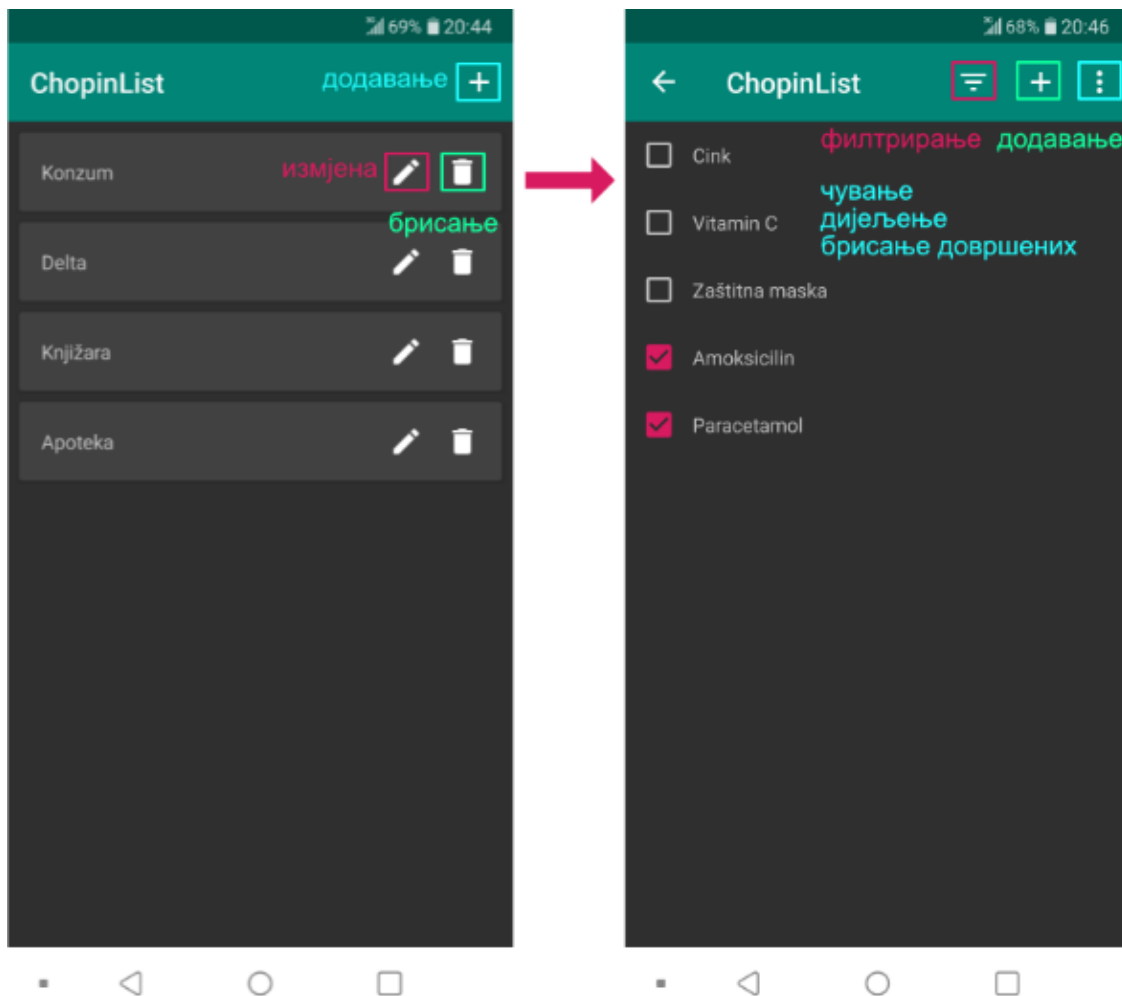 69% 20:44
ChopinList додавање
Konzum измјена
брисање
Delta
Knjižara
Apoteka
68% 20:46
ChopinList
филтрирање додавање
Cink
чување
Vitamin C дијељење
брисање довршених
Zaštitna maska
Amoksicilin
Paracetamol